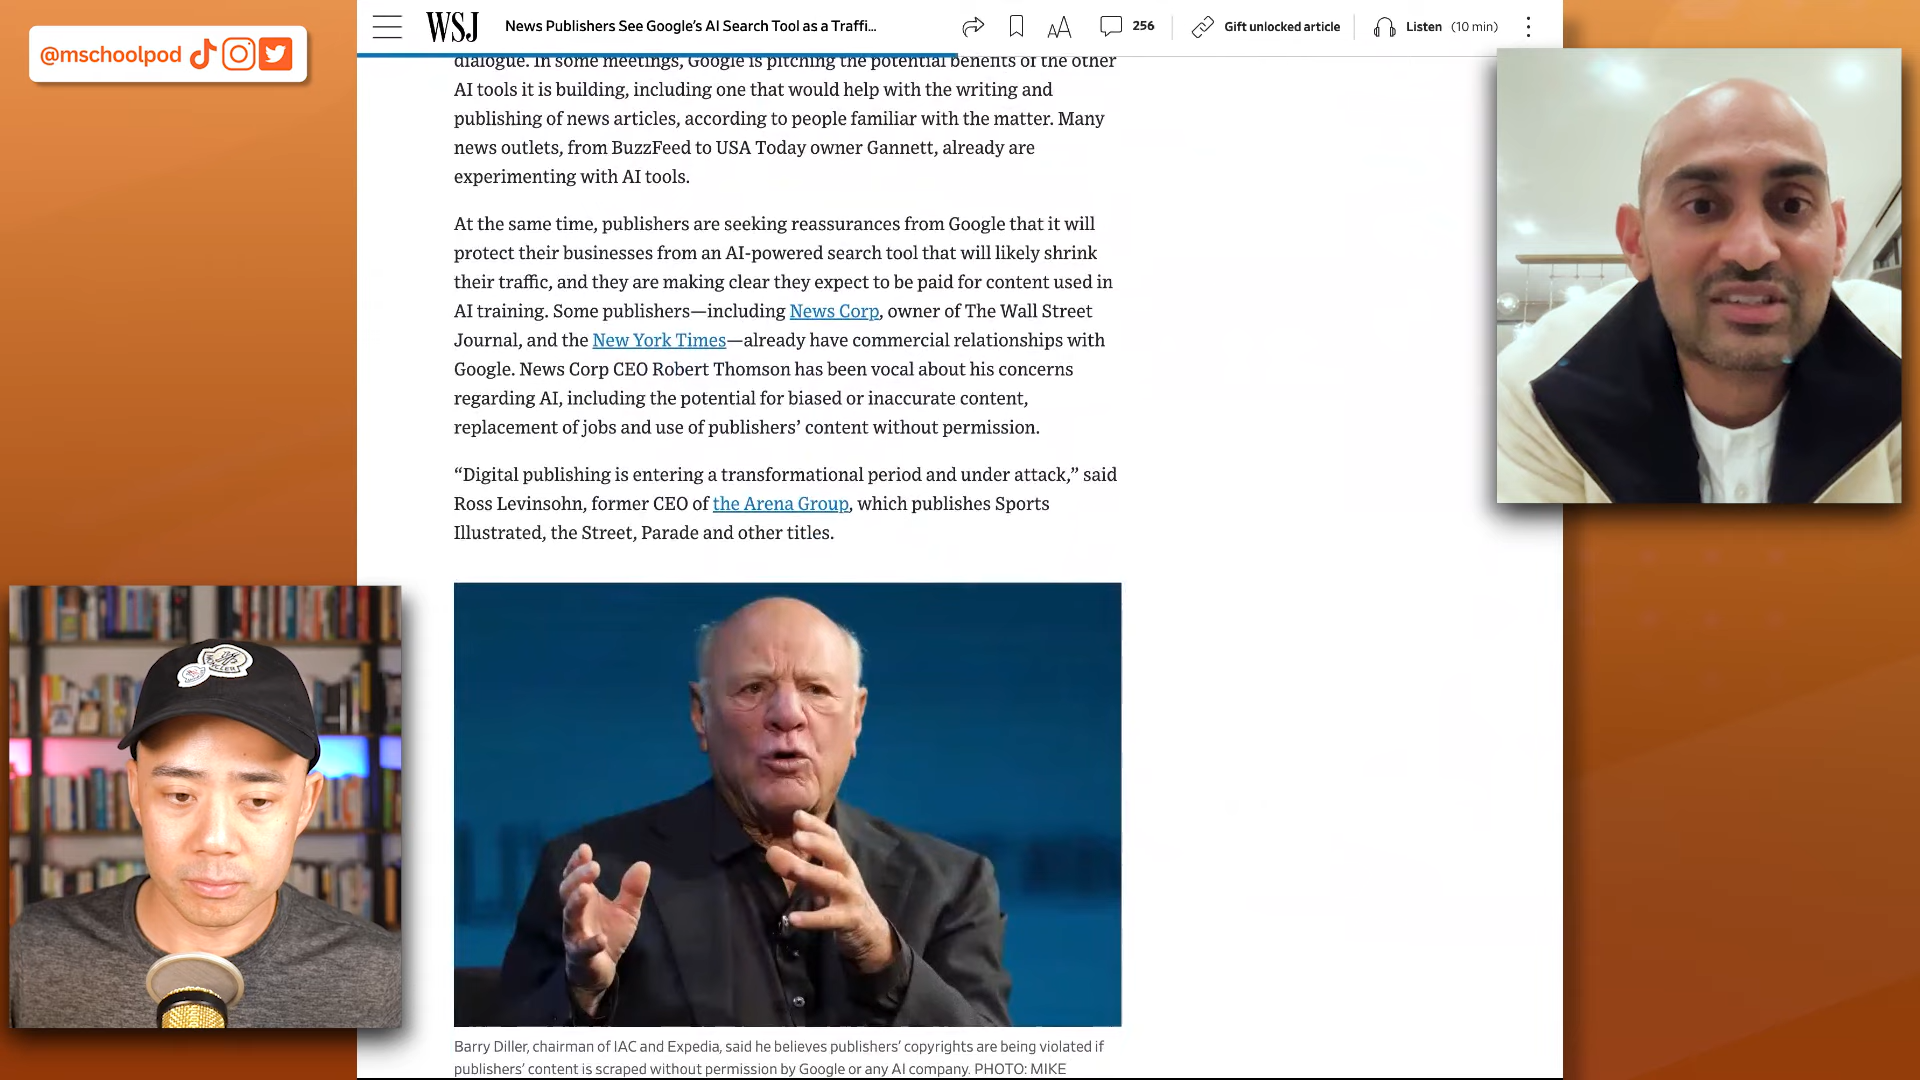 @mschoolpod
WSJ
News Publishers See Google's AI Search Tool as a Traffi...
256
Gift unlocked article
Listen (10 min)
dialogue. In some meetings, Google is pitching the potential benefits of the other
AI tools it is building, including one that would help with the writing and
publishing of news articles, according to people familiar with the matter. Many
news outlets, from BuzzFeed to USA Today owner Gannett, already are
experimenting with AI tools.
At the same time, publishers are seeking reassurances from Google that it will
protect their businesses from an AI-powered search tool that will likely shrink
their traffic, and they are making clear they expect to be paid for content used in
AI training. Some publishers—including News Corp, owner of The Wall Street
Journal, and the New York Times—already have commercial relationships with
Google. News Corp CEO Robert Thomson has been vocal about his concerns
regarding AI, including the potential for biased or inaccurate content,
replacement of jobs and use of publishers’ content without permission.
“Digital publishing is entering a transformational period and under attack,” said
Ross Levinsohn, former CEO of the Arena Group, which publishes Sports
Illustrated, the Street, Parade and other titles.
Barry Diller, chairman of IAC and Expedia, said he believes publishers’ copyrights are being violated if
publishers’ content is scraped without permission by Google or any AI company. PHOTO: MIKE